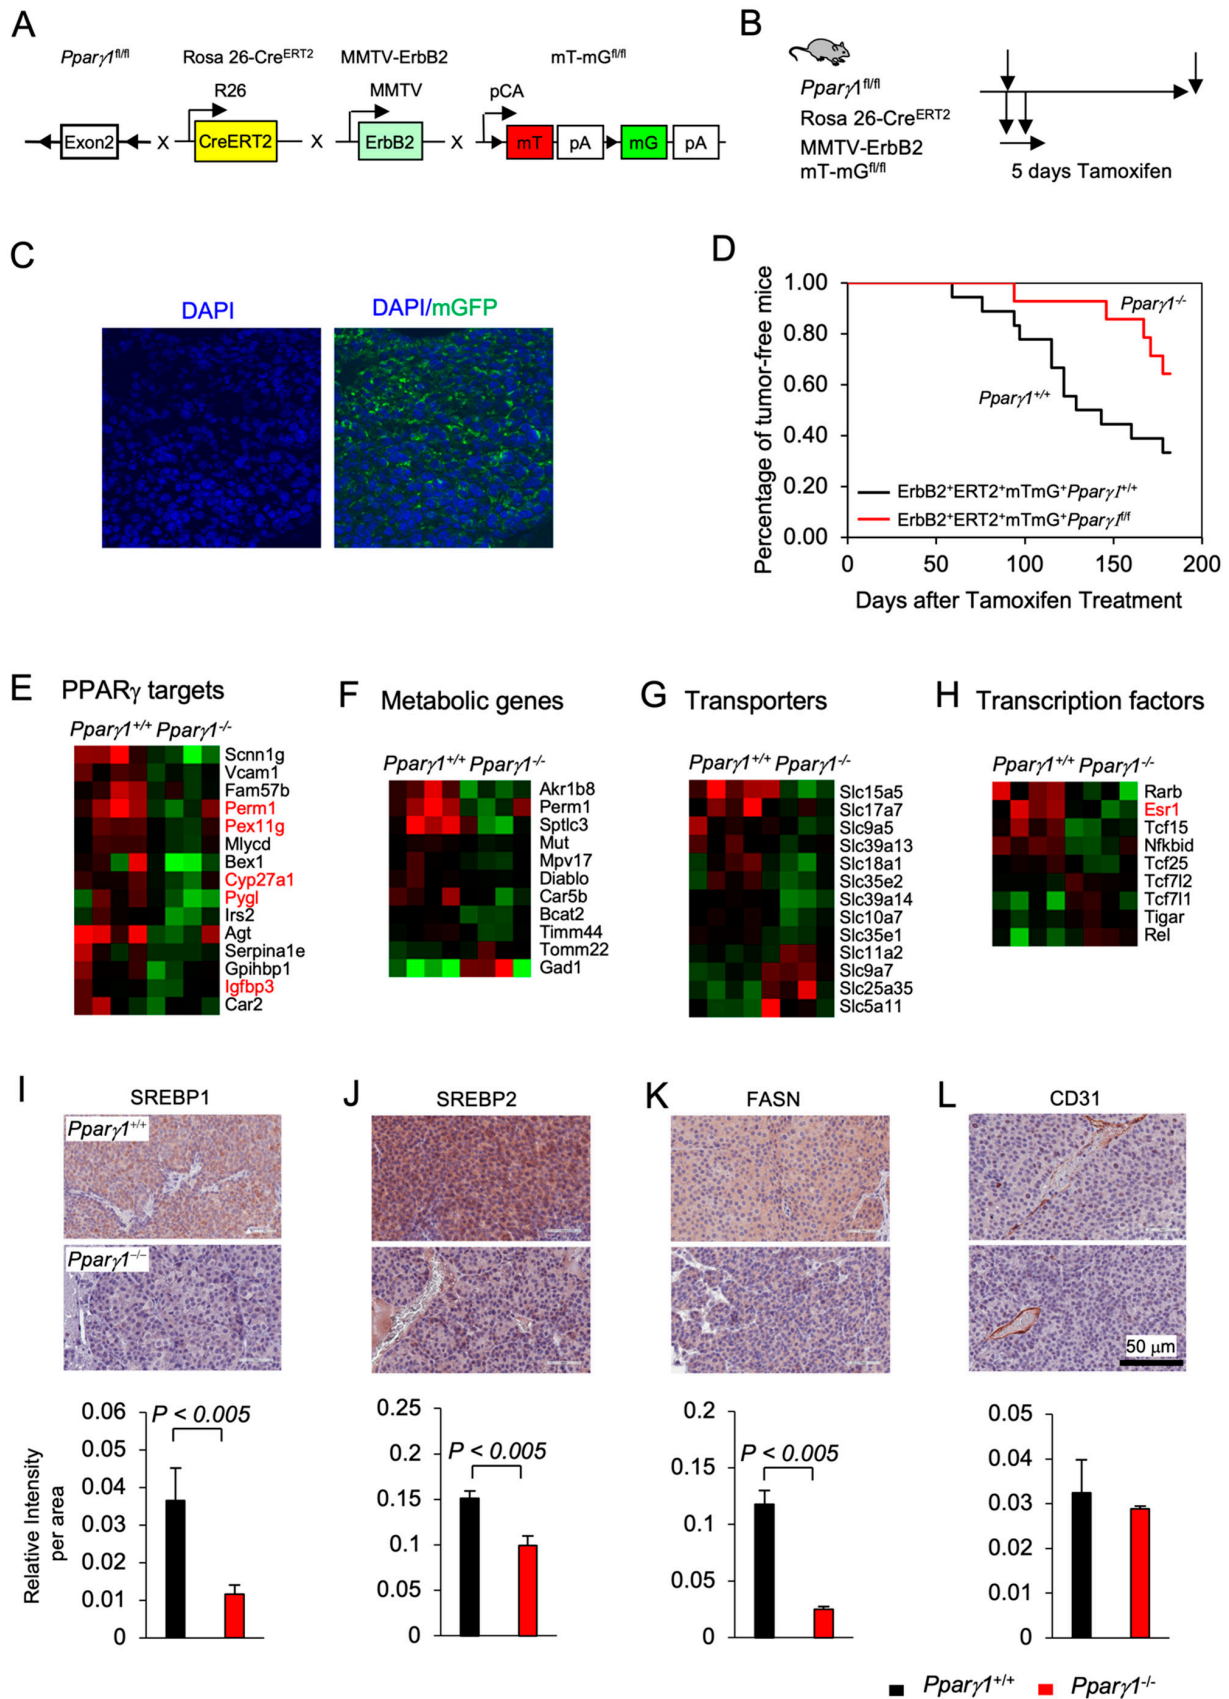 A
Pparγ1fl/fl
Rosa 26-CreERT2
MMTV-ErbB2
mT-mGfl/fl
R26
MMTV
pCA
Exon2
X
CreERT2
X
ErbB2
X
mT
pA
mG
pA
B
Pparγ1fl/fl
Rosa 26-CreERT2
MMTV-ErbB2
mT-mGfl/fl
5 days Tamoxifen
C
DAPI
DAPI/mGFP
D
Percentage of tumor-free mice
1.00
0.80
0.60
0.40
0.20
0.00
Pparγ1-/-
Pparγ1+/+
ErbB2+ERT2+mTmG+Pparγ1+/+
ErbB2+ERT2+mTmG+Pparγ1f/f
0
50
100
150
200
Days after Tamoxifen Treatment
E
PPARγ targets
Pparγ1+/+ Pparγ1-/-
Scnn1g
Vcam1
Fam57b
Perm1
Pex11g
Mlycd
Bex1
Cyp27a1
Pygl
Irs2
Agt
Serpina1e
Gpihbp1
Igfbp3
Car2
F
Metabolic genes
Pparγ1+/+ Pparγ1-/-
Akr1b8
Perm1
Sptlc3
Mut
Mpv17
Diablo
Car5b
Bcat2
Timm44
Tomm22
Gad1
G
Transporters
Pparγ1+/+ Pparγ1-/-
Slc15a5
Slc17a7
Slc9a5
Slc39a13
Slc18a1
Slc35e2
Slc39a14
Slc10a7
Slc35e1
Slc11a2
Slc9a7
Slc25a35
Slc5a11
H
Transcription factors
Pparγ1+/+ Pparγ1-/-
Rarb
Esr1
Tcf15
Nfkbid
Tcf25
Tcf7l2
Tcf7l1
Tigar
Rel
I
SREBP1
Pparγ1+/+
Pparγ1-/-
Relative Intensity
per area
0.06
0.05
0.04
0.03
0.02
0.01
0
P < 0.005
J
SREBP2
0.25
0.2
0.15
0.1
0.05
0
P < 0.005
K
FASN
0.2
0.15
0.1
0.05
0
P < 0.005
L
CD31
50 μm
0.05
0.04
0.03
0.02
0.01
0
Pparγ1+/+
Pparγ1-/-